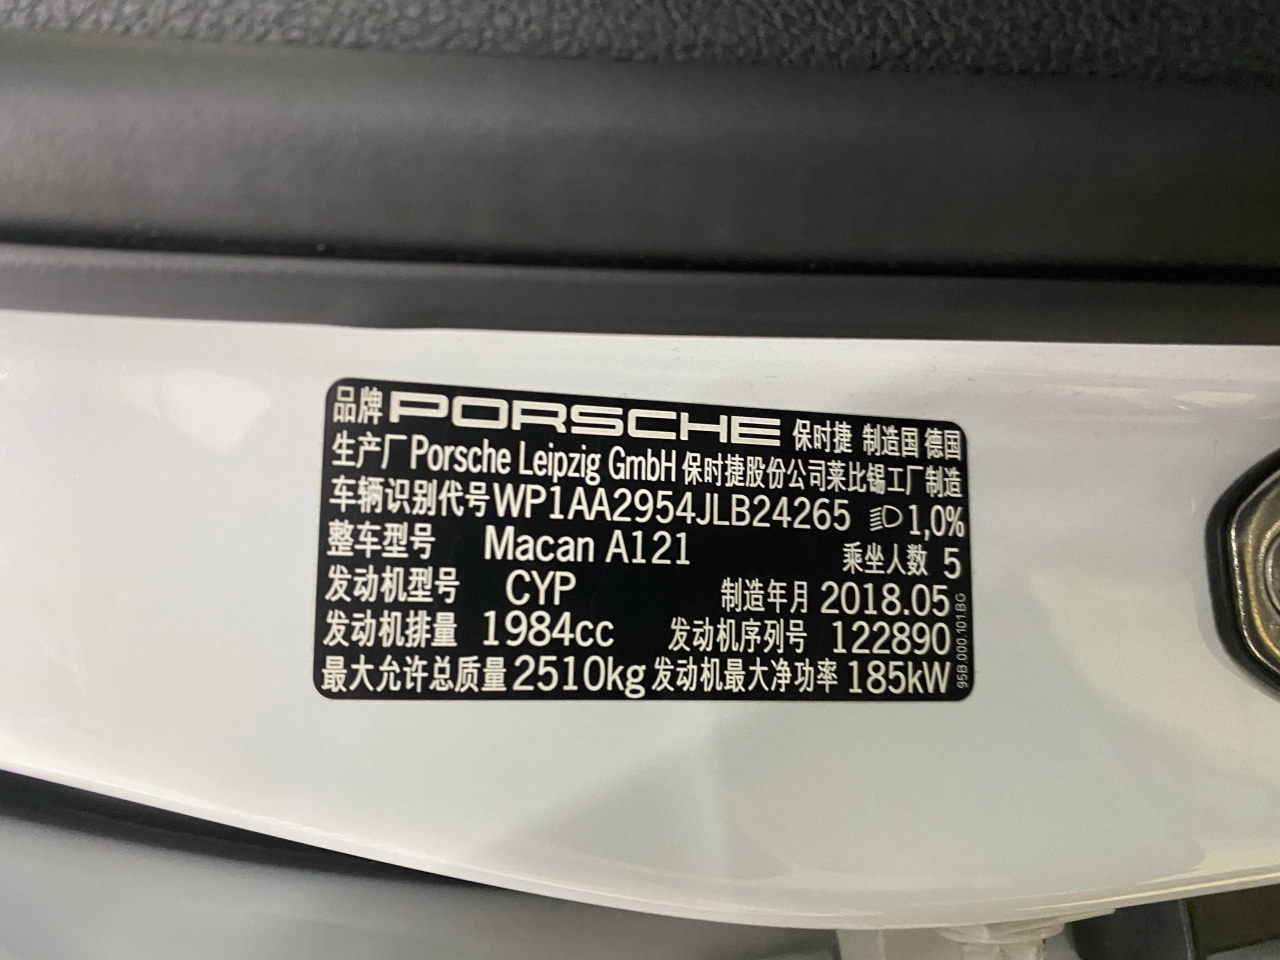 品牌 PORSCHE 保时捷 制造国 德国
生产厂 Porsche Leipzig GmbH 保时捷股份公司莱比锡工厂制造
车辆识别代号 WP1AA2954JLB24265 1,0%
整车型号 Macan A121 乘坐人数 5
发动机型号 CYP 制造年月 2018.05
发动机排量 1984cc 发动机序列号 122890
最大允许总质量 2510kg 发动机最大净功率 185kW
95B.000.101.BG